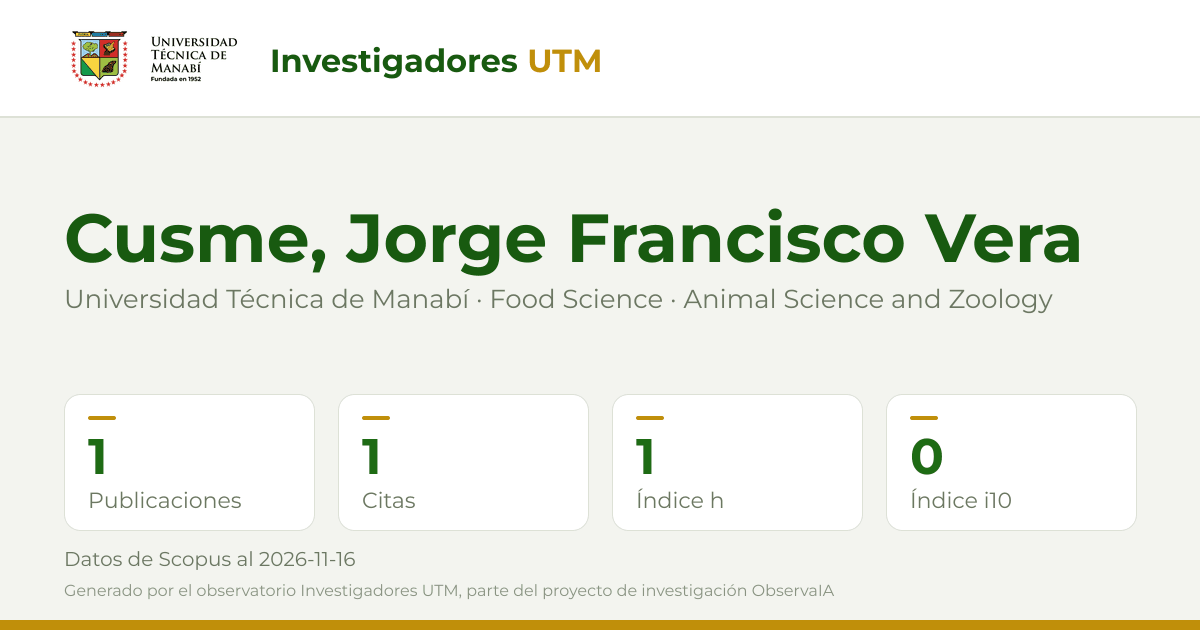 UNIVERSIDAD
TÉCNICA DE
MANABÍ
Fundada en 1952
Investigadores UTM
Cusme, Jorge Francisco Vera
Universidad Técnica de Manabí · Food Science · Animal Science and Zoology
1
Publicaciones
1
Citas
1
Índice h
0
Índice i10
Datos de Scopus al 2026-11-16
Generado por el observatorio Investigadores UTM, parte del proyecto de investigación ObservaIA